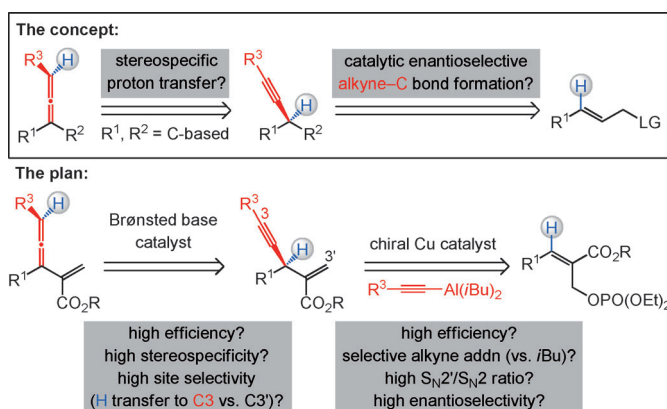 The concept:
R³ H
stereospecific
proton transfer?
R¹ R²
R¹, R² = C-based
R³
H
R¹ R²
catalytic enantioselective
alkyne–C bond formation?
H
R¹ LG
The plan:
R³ H
R¹
CO₂R
Brønsted base
catalyst
R³
3
H
3'
R¹
CO₂R
chiral Cu catalyst
R³ Al(iBu)₂
H
CO₂R
R¹
OPO(OEt)₂
high efficiency?
high stereospecificity?
high site selectivity
(H transfer to C3 vs. C3')?
high efficiency?
selective alkyne addn (vs. iBu)?
high SN2'/SN2 ratio?
high enantioselectivity?